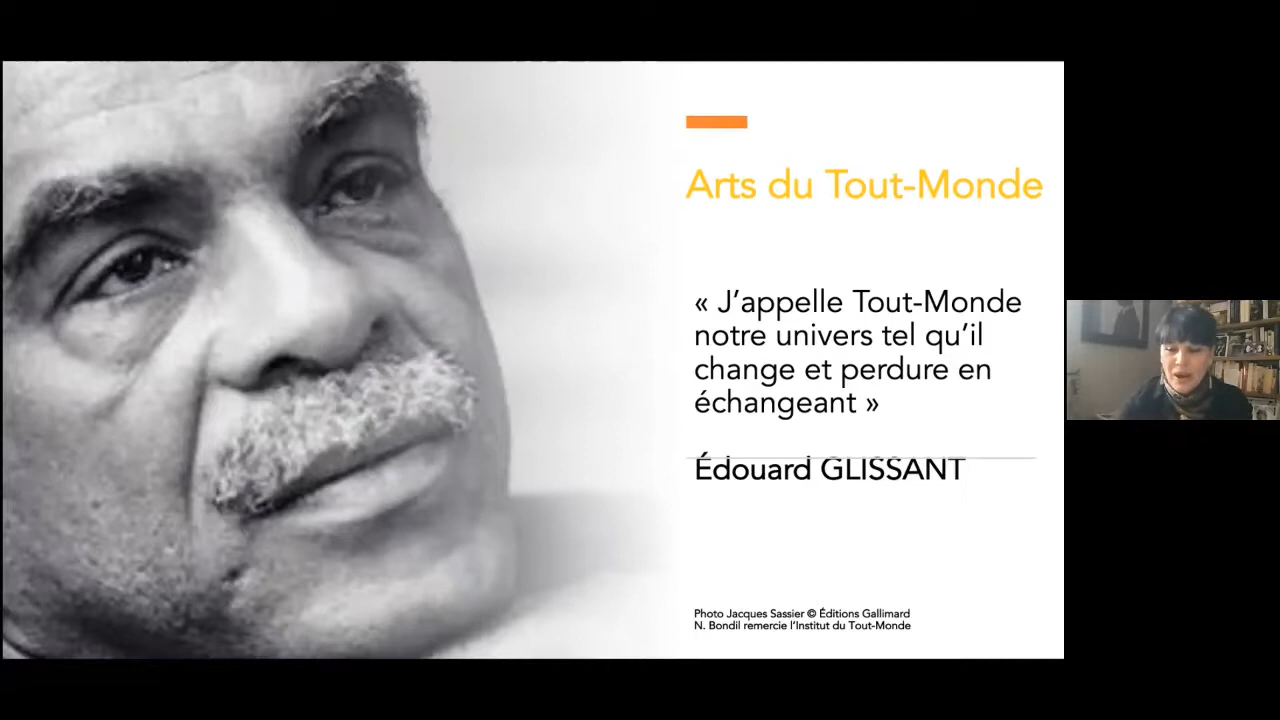 Arts du Tout-Monde
« J’appelle Tout-Monde
notre univers tel qu’il
change et perdure en
échangeant »
Édouard GLISSANT
Photo Jacques Sassier © Éditions Gallimard
N. Bondil remercie l’Institut du Tout-Monde